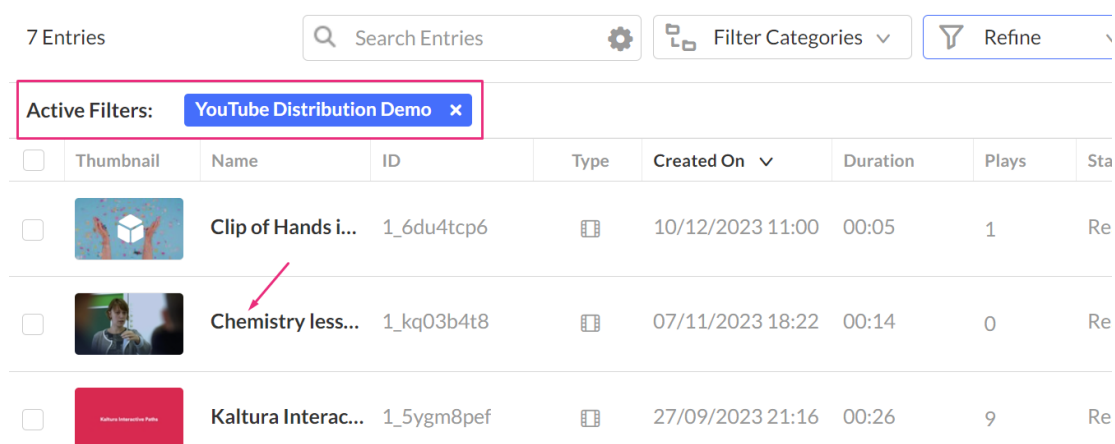 7 Entries
Search Entries
Filter Categories
Refine
Active Filters: YouTube Distribution Demo ×
Thumbnail Name ID Type Created On Duration Plays Sta
Clip of Hands i... 1_6du4tcp6 10/12/2023 11:00 00:05 1 Re
Chemistry less... 1_kq03b4t8 07/11/2023 18:22 00:14 0 Re
Kaltura Interactive Paths
Kaltura Interac... 1_5ygm8pef 27/09/2023 21:16 00:26 9 Re